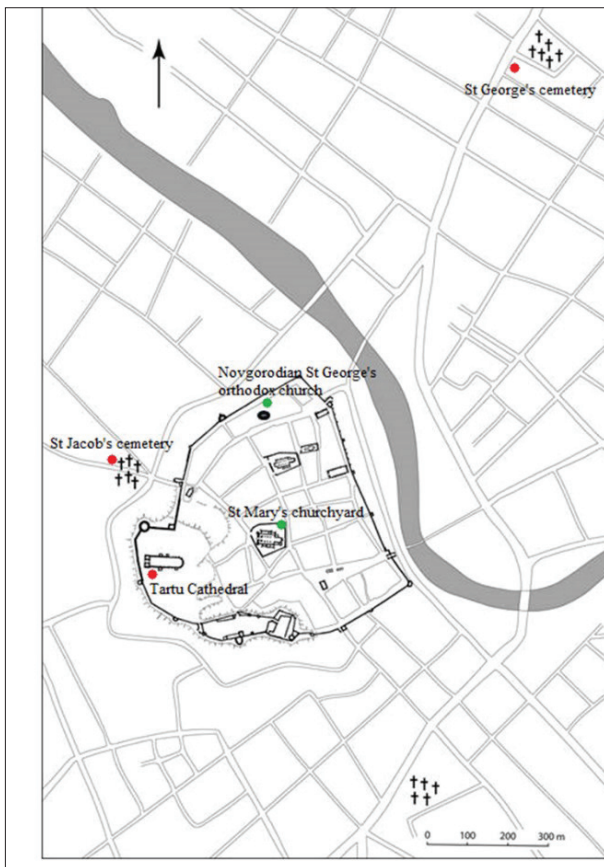 St George's cemetery
Novgorodian St George's
orthodox church
St Jacob's cemetery
St Mary's churchyard
Tartu Cathedral
0 100 200 300 m